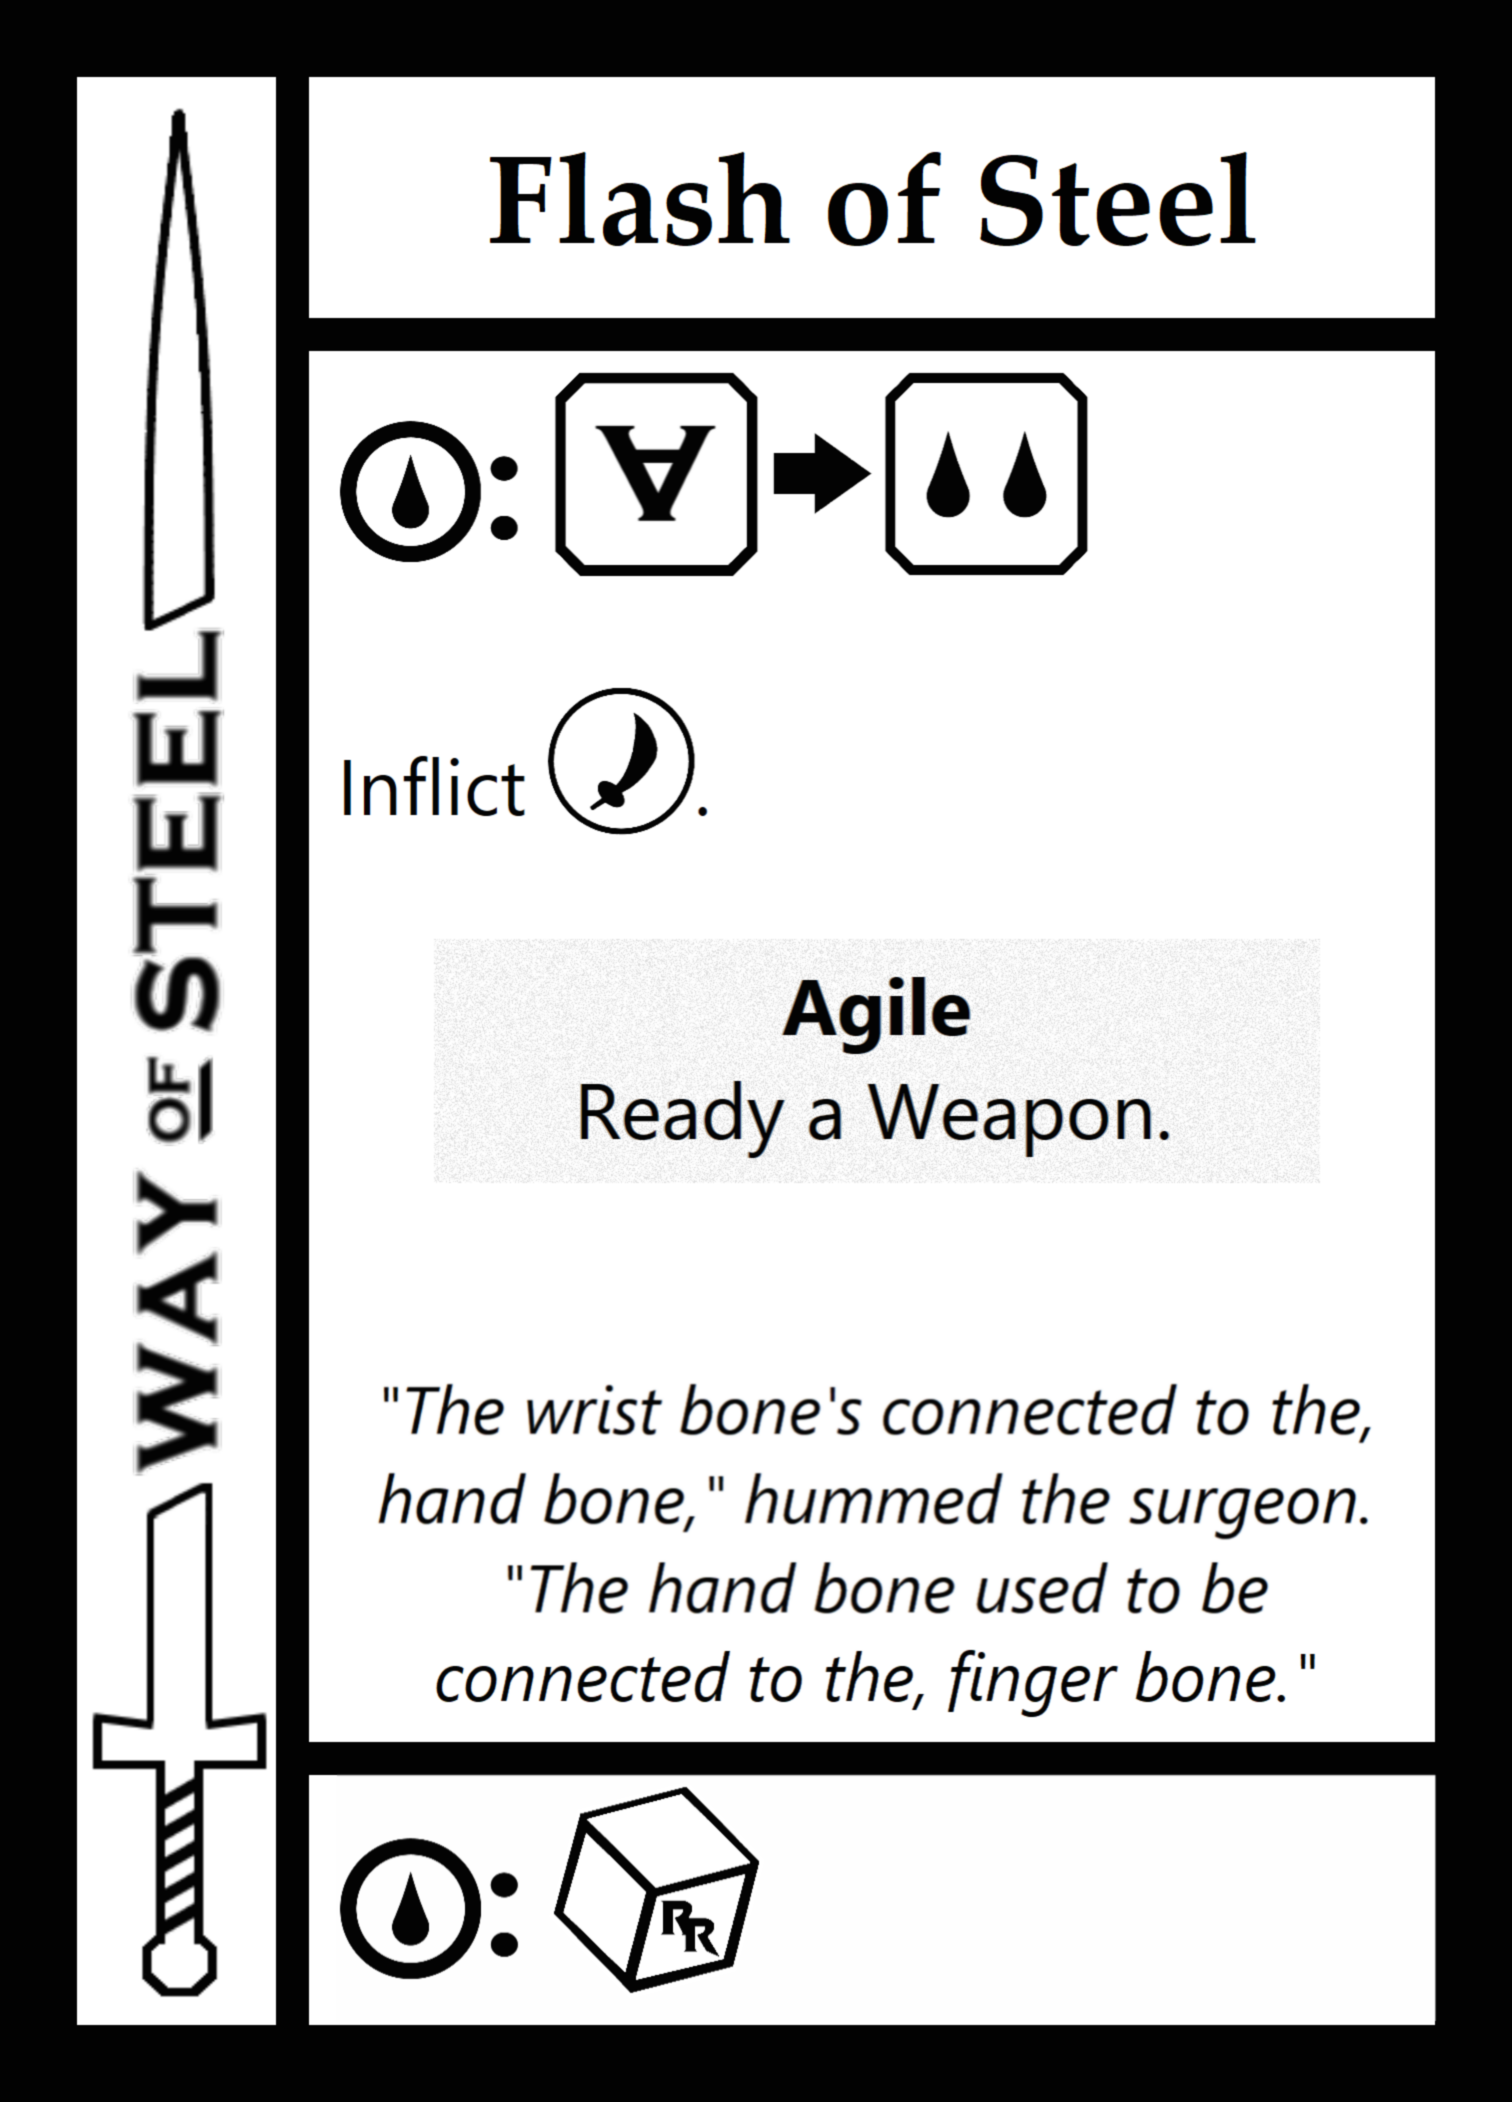 Flash of Steel
WAY OF STEEL
:
∀
Inflict .
Agile
Ready a Weapon.
"The wrist bone's connected to the,
hand bone," hummed the surgeon.
"The hand bone used to be
connected to the, finger bone."
:
RR